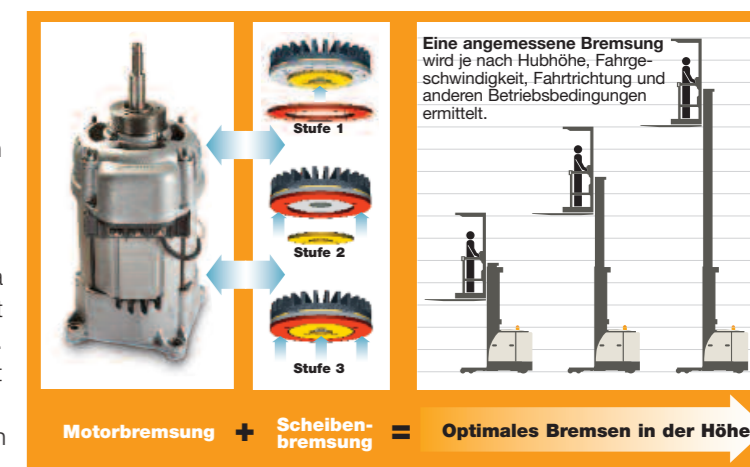 Eine angemessene Bremsung
wird je nach Hubhöhe, Fahrge-
schwindigkeit, Fahrtrichtung und
anderen Betriebsbedingungen
ermittelt.
Stufe 1
Stufe 2
Stufe 3
Motorbremsung + Scheiben-
bremsung = Optimales Bremsen in der Höhe